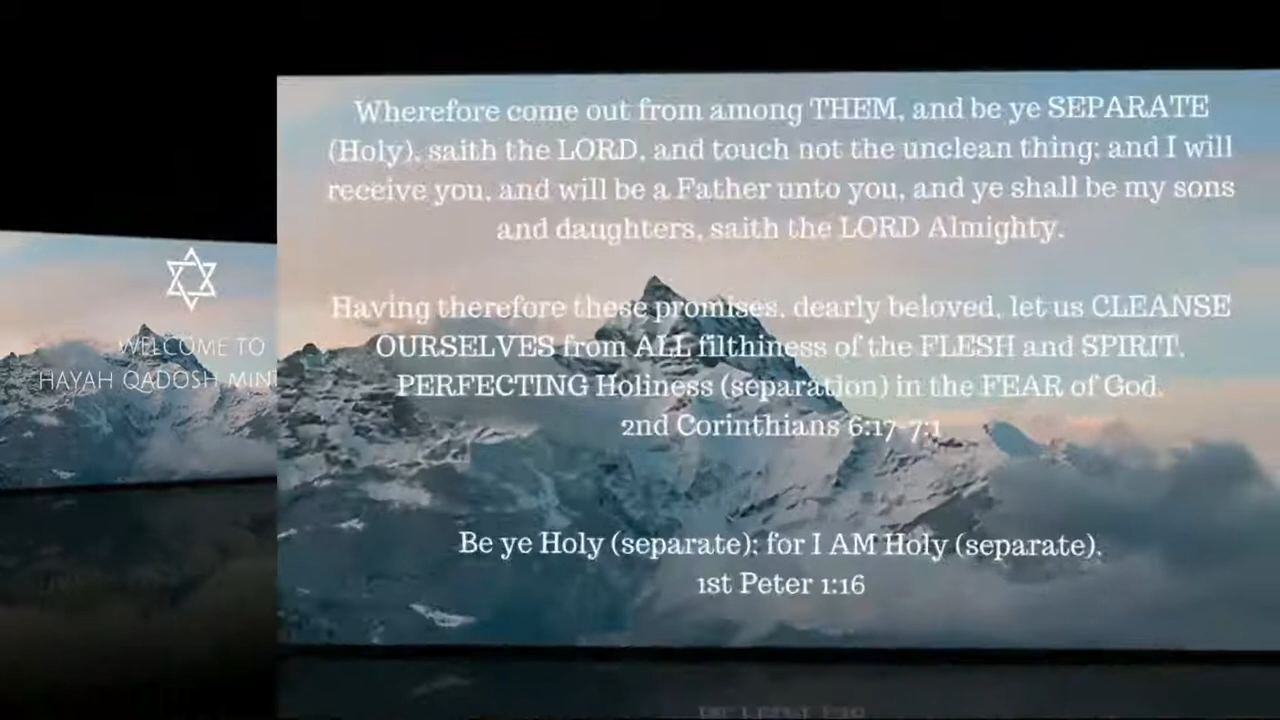 WELCOME TO
HAYAH QADOSH MIN
Wherefore come out from among THEM, and be ye SEPARATE
(Holy), saith the LORD, and touch not the unclean thing; and I will
receive you, and will be a Father unto you, and ye shall be my sons
and daughters, saith the LORD Almighty.
Having therefore these promises, dearly beloved, let us CLEANSE
OURSELVES from ALL filthiness of the FLESH and SPIRIT,
PERFECTING Holiness (separation) in the FEAR of God.
2nd Corinthians 6:17-7:1
Be ye Holy (separate); for I AM Holy (separate).
1st Peter 1:16